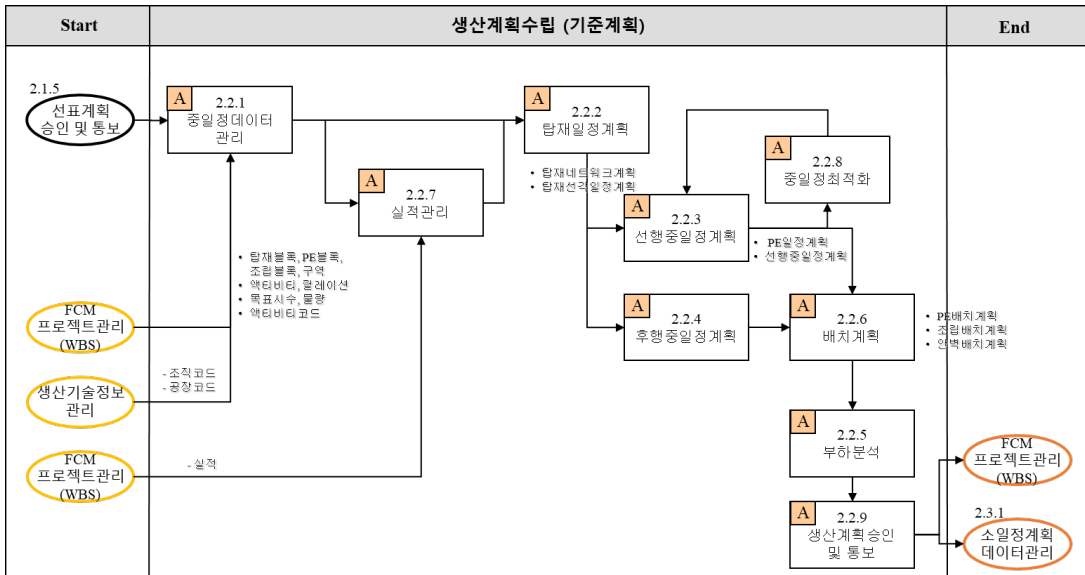 Start
생산계획수립 (기준계획)
End
2.1.5
선표계획
승인 및 통보
A
2.2.1
중일정데이터
관리
A
2.2.2
탑재일정계획
• 탑재네트워크계획
• 탑재선각일정계획
A
2.2.8
중일정최적화
A
2.2.7
실적관리
A
2.2.3
선행중일정계획
• PE일정계획
• 선행중일정계획
• 탑재블록, PE블록,
조립블록, 구역
• 액티비티, 릴레이션
• 목표시수, 물량
• 액티비티코드
FCM
프로젝트관리
(WBS)
A
2.2.4
후행중일정계획
A
2.2.6
배치계획
• PE배치계획
• 조립배치계획
• 안벽배치계획
생산기술정보
관리
- 조직코드
- 공장코드
A
2.2.5
부하분석
FCM
프로젝트관리
(WBS)
- 실적
FCM
프로젝트관리
(WBS)
A
2.2.9
생산계획승인
및 통보
2.3.1
소일정계획
데이터관리